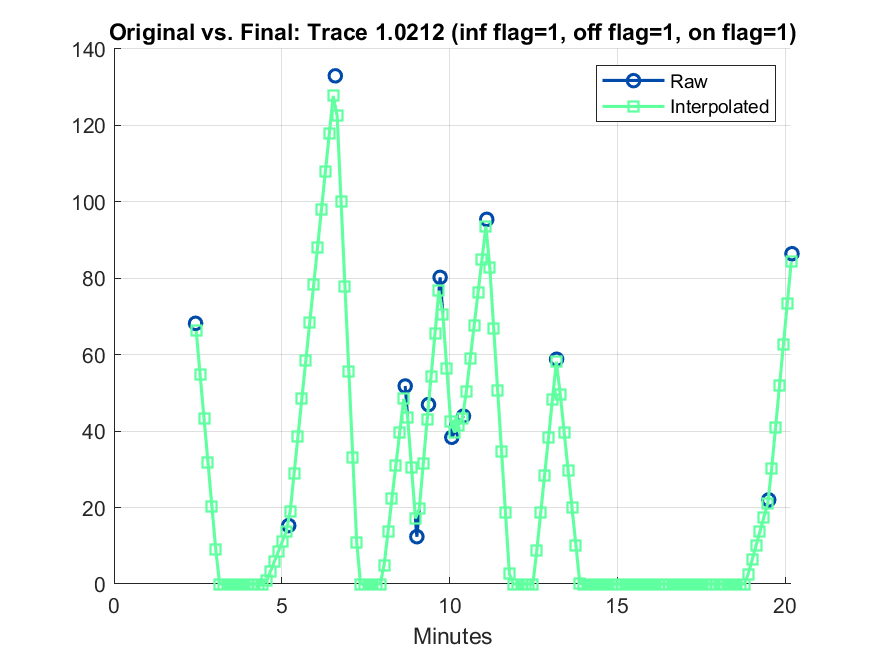 Original vs. Final: Trace 1.0212 (inf flag=1, off flag=1, on flag=1)
140
120
100
80
60
40
20
0
Raw
Interpolated
0 5 10 15 20
Minutes